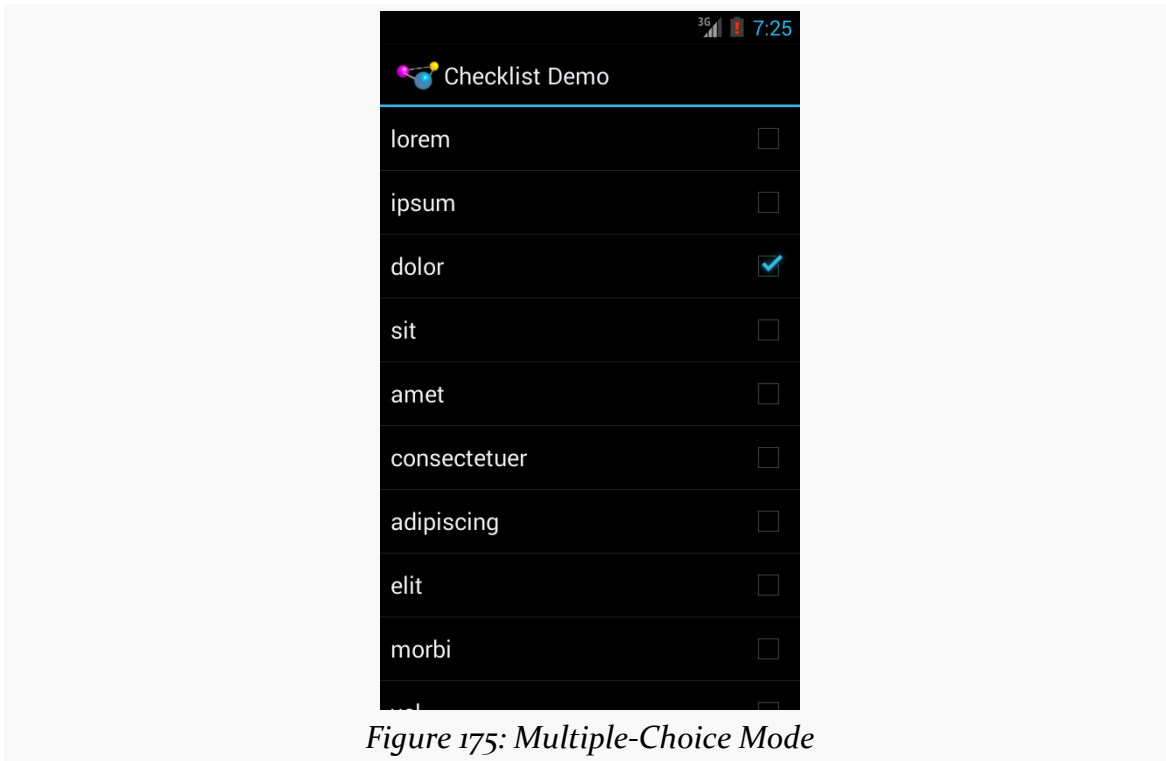 3G 7:25
Checklist Demo
lorem
ipsum
dolor
sit
amet
consectetuer
adipiscing
elit
morbi
Figure 175: Multiple-Choice Mode